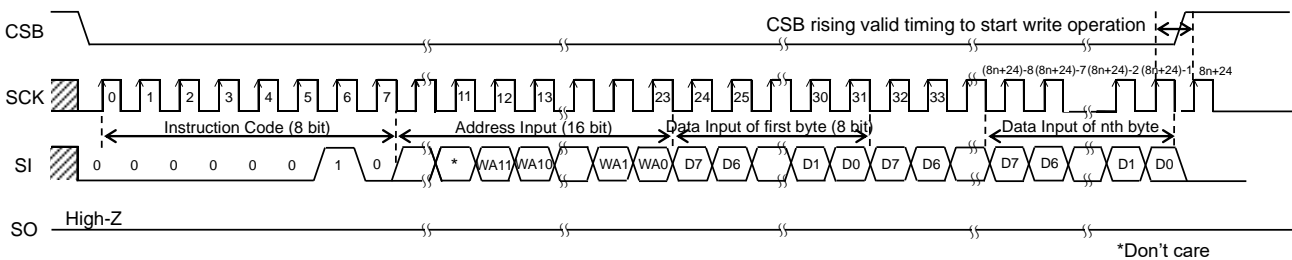 CSB rising valid timing to start write operation
CSB
(8n+24)-8 (8n+24)-7 (8n+24)-2 (8n+24)-1 8n+24
SCK 0 1 2 3 4 5 6 7 11 12 13 23 24 25 30 31 32 33
Instruction Code (8 bit) Address Input (16 bit) Data Input of first byte (8 bit) Data Input of nth byte
SI 0 0 0 0 0 0 1 0 * WA11 WA10 WA1 WA0 D7 D6 D1 D0 D7 D6 D7 D6 D1 D0
High-Z
SO
*Don't care